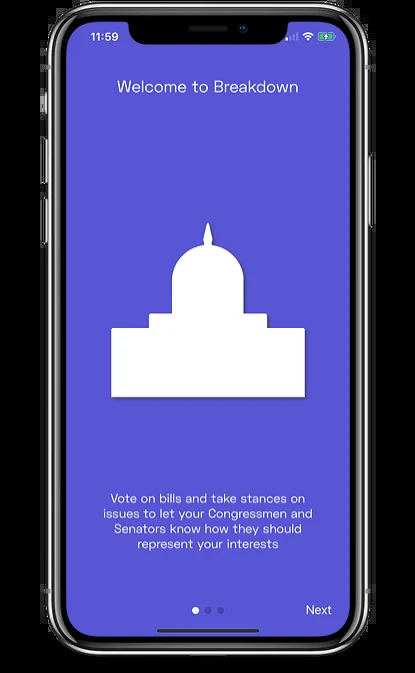 11:59
Welcome to Breakdown
Vote on bills and take stances on
issues to let your Congressmen and
Senators know how they should
represent your interests
Next